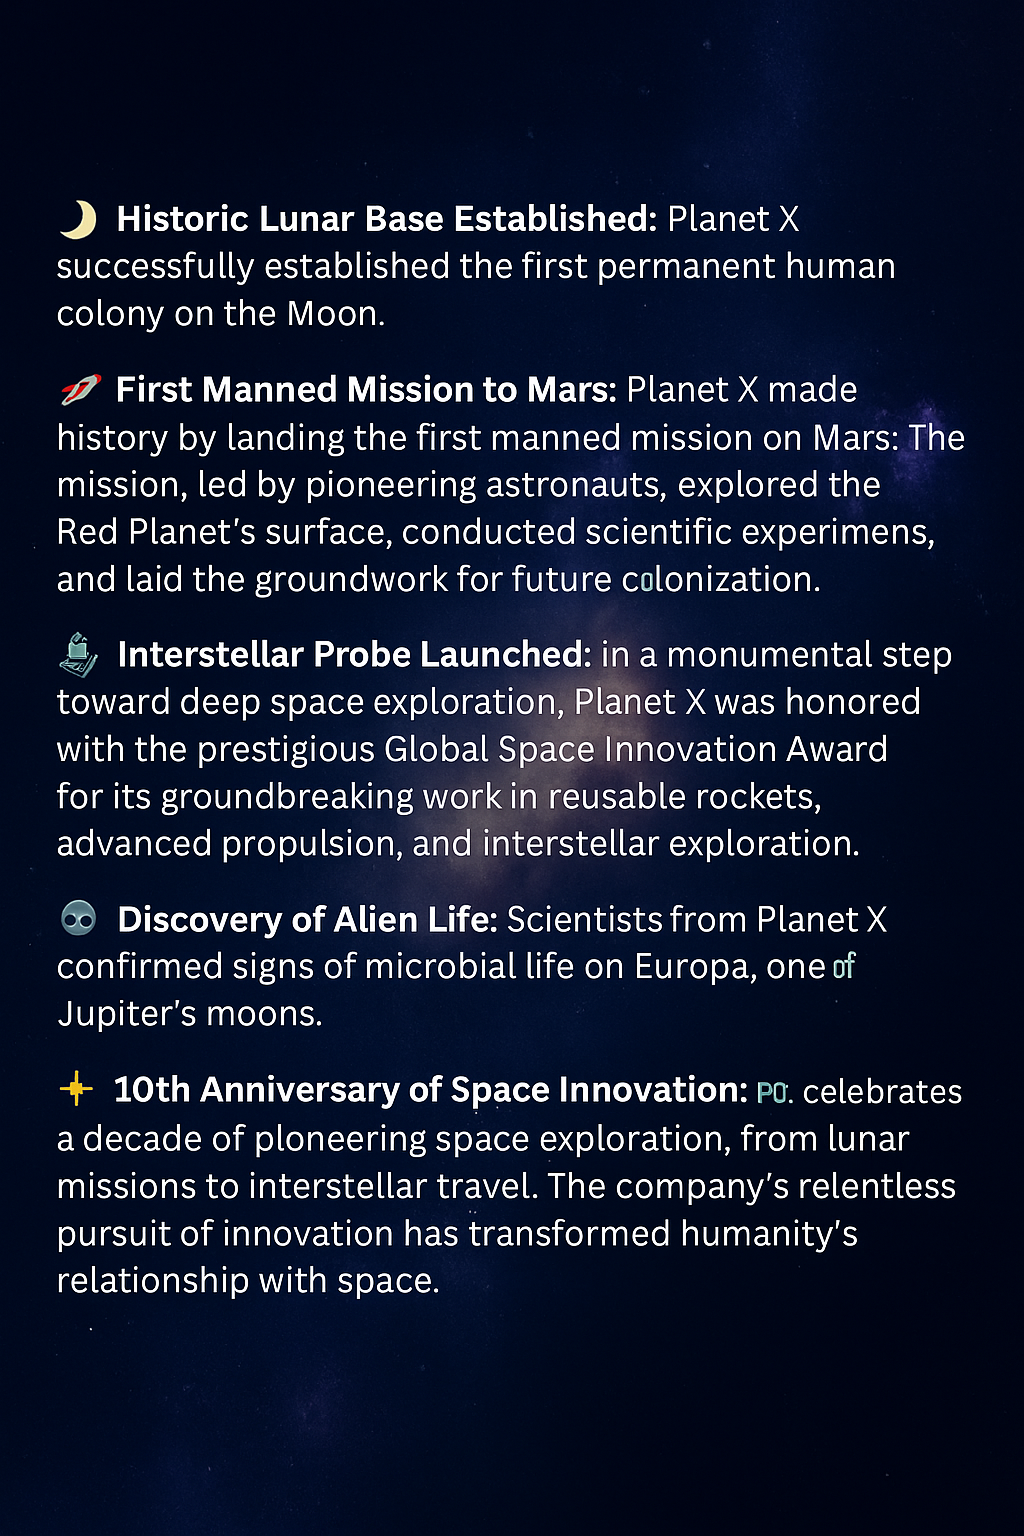 Historic Lunar Base Established: Planet X
successfully established the first permanent human
colony on the Moon.
First Manned Mission to Mars: Planet X made
history by landing the first manned mission on Mars: The
mission, led by pioneering astronauts, explored the
Red Planet's surface, conducted scientific experimens,
and laid the groundwork for future colonization.
Interstellar Probe Launched: in a monumental step
toward deep space exploration, Planet X was honored
with the prestigious Global Space Innovation Award
for its groundbreaking work in reusable rockets,
advanced propulsion, and interstellar exploration.
Discovery of Alien Life: Scientists from Planet X
confirmed signs of microbial life on Europa, one of
Jupiter's moons.
10th Anniversary of Space Innovation: celebrates
a decade of ploneering space exploration, from lunar
missions to interstellar travel. The company's relentless
pursuit of innovation has transformed humanity's
relationship with space.